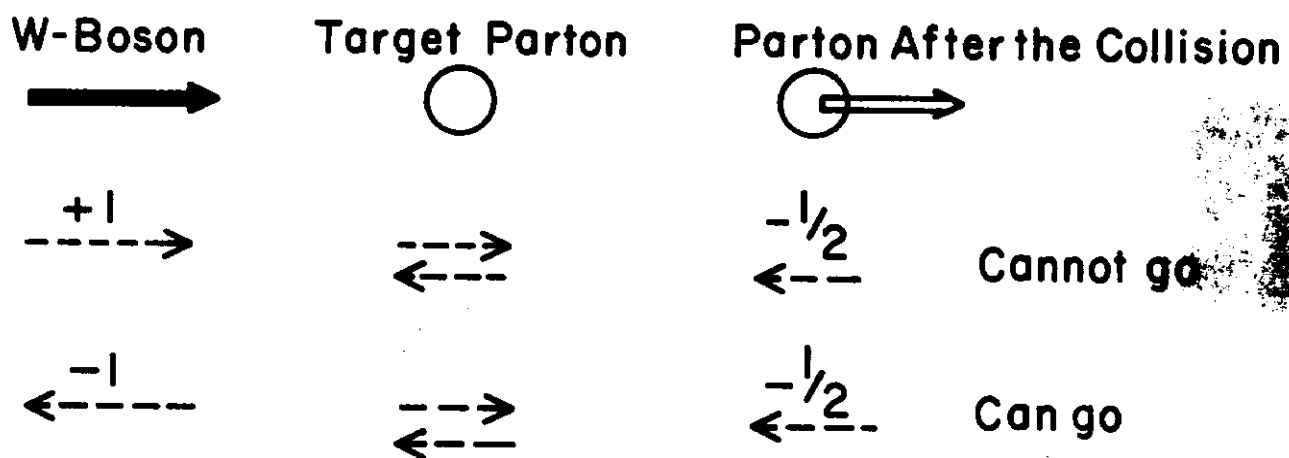 W-Boson Target Parton Parton After the Collision
+1 -1/2 Cannot go
-1 -1/2 Can go